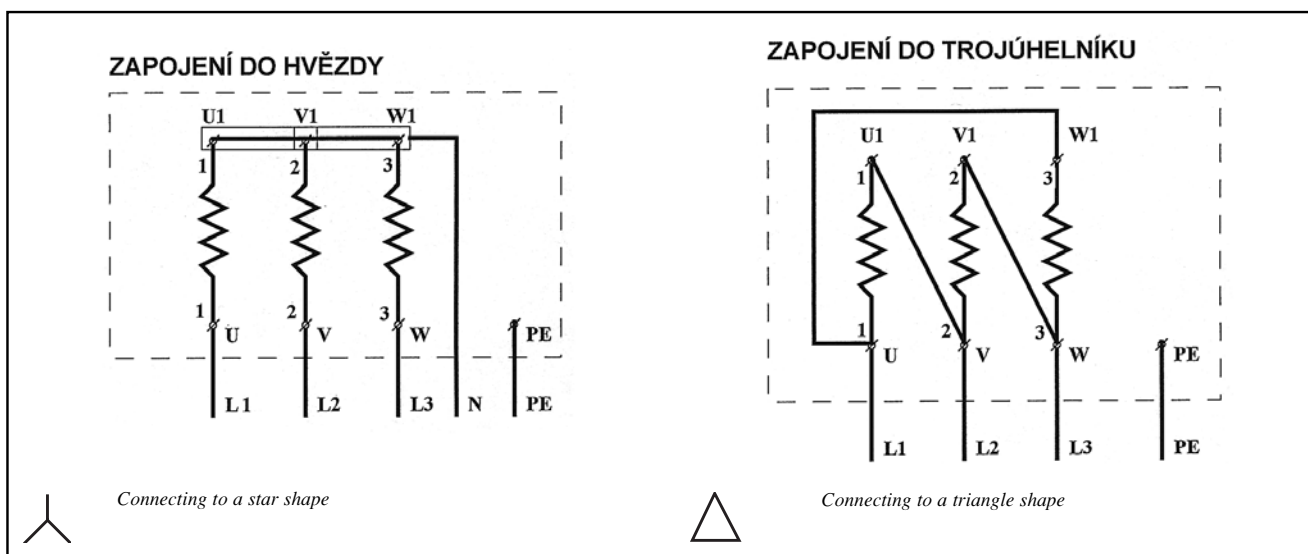 ZAPOJENÍ DO HVĚZDY
U1 V1 W1
1 2 3
1 2 3
U V W PE
L1 L2 L3 N PE
Connecting to a star shape
ZAPOJENÍ DO TROJÚHELNÍKU
U1 V1 W1
1 2 3
1 2 3
U V W PE
L1 L2 L3 PE
Connecting to a triangle shape